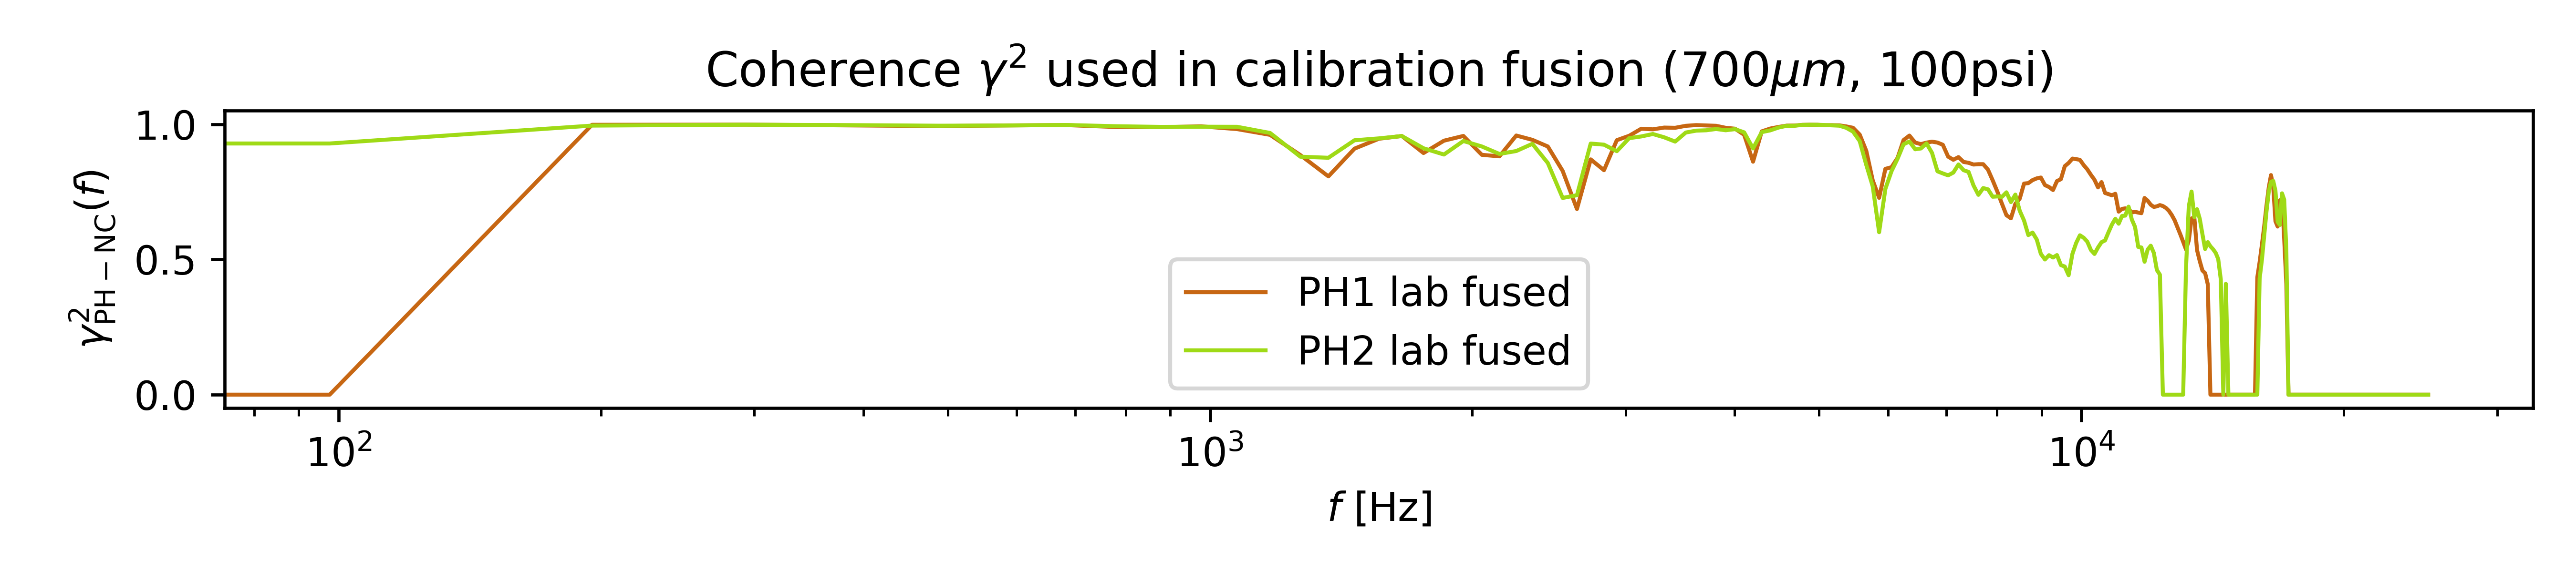 Coherence γ² used in calibration fusion (700μm, 100psi)
γ²PH−NC(f)
1.0
0.5
0.0
PH1 lab fused
PH2 lab fused
10² 10³ 10⁴
f [Hz]